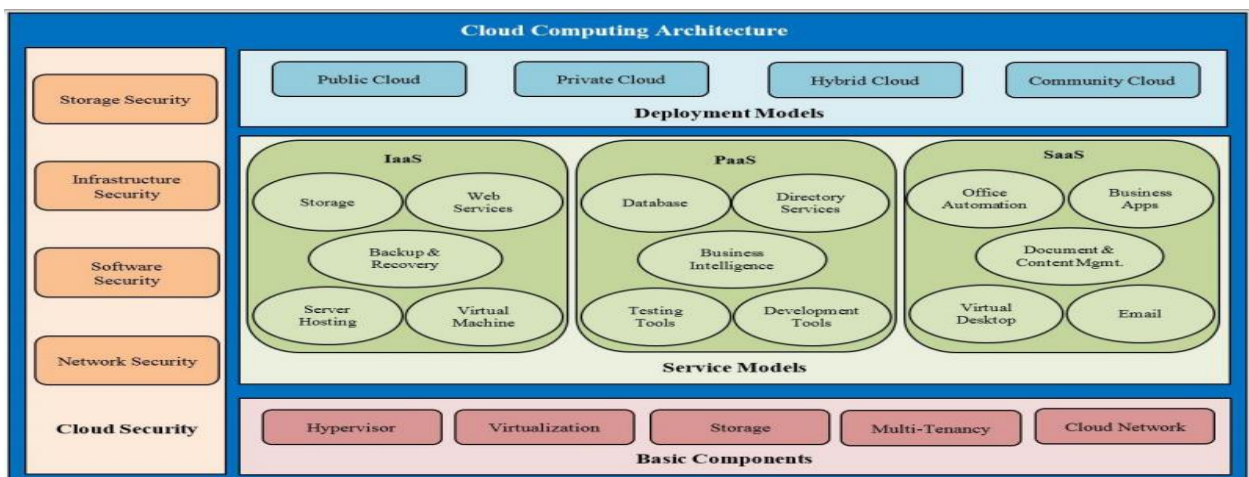 Cloud Computing Architecture
Storage Security
Infrastructure
Security
Software
Security
Network Security
Cloud Security
Public Cloud
Private Cloud
Hybrid Cloud
Community Cloud
Deployment Models
IaaS
Storage
Web
Services
Backup &
Recovery
Server
Hosting
Virtual
Machine
PaaS
Database
Directory
Services
Business
Intelligence
Testing
Tools
Development
Tools
SaaS
Office
Automation
Business
Apps
Document &
Content Mgmt.
Virtual
Desktop
Email
Service Models
Hypervisor
Virtualization
Storage
Multi-Tenancy
Cloud Network
Basic Components